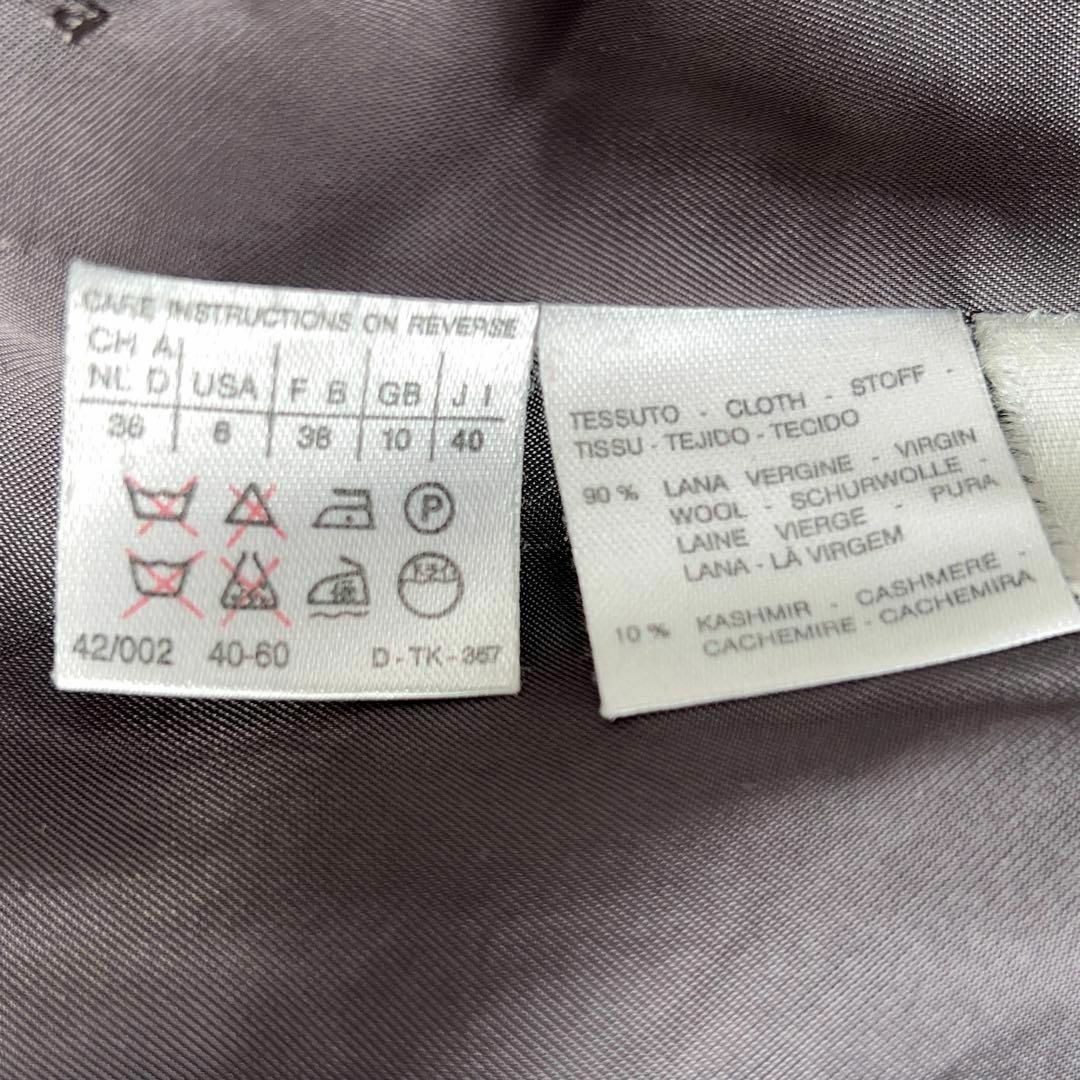 CARE INSTRUCTIONS ON REVERSE
CH A
NL D USA F B GB J I
36 6 38 10 40
P
42/002 40-60 D-TK-367
TESSUTO - CLOTH - STOFF -
TISSU - TEJIDO - TECIDO
90 % LANA VERGINE - VIRGIN
WOOL - SCHURWOLLE -
LAINE VIERGE - PURA
LANA - LÀ VIRGEM
10 % KASHMIR - CASHMERE -
CACHEMIRE - CACHEMIRA